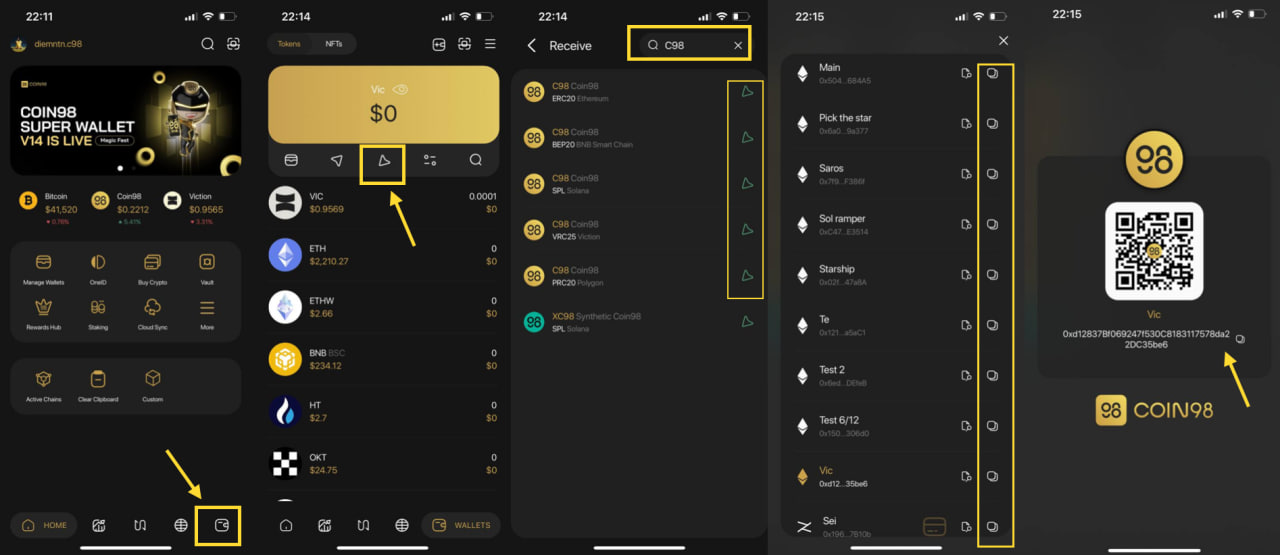 22:11
diemntn.c98
COIN98
COIN98
SUPER WALLET
V14 IS LIVE Magic Fast
Bitcoin
$41,520
0.76%
Coin98
$0.2212
5.41%
Viction
$0.9565
3.31%
Manage Wallets
OneID
Buy Crypto
Vault
Rewards Hub
Staking
Cloud Sync
More
Active Chains
Clear Clipboard
Custom
HOME
22:14
Tokens
NFTs
Vic
$0
VIC
0.0001
$0.9569
$0
ETH
0
$2,210.27
$0
ETHW
0
$2.66
$0
BNB BSC
0
$234.12
$0
HT
0
$2.7
$0
OKT
0
$24.75
$0
WALLETS
22:14
Receive
C98
C98 Coin98
ERC20 Ethereum
C98 Coin98
BEP20 BNB Smart Chain
C98 Coin98
SPL Solana
C98 Coin98
VRC25 Viction
C98 Coin98
PRC20 Polygon
XC98 Synthetic Coin98
SPL Solana
22:15
Main
0x504...684A5
Pick the star
0x6a0...9a377
Saros
0x7f9...F386f
Sol ramper
0xC47...E3514
Starship
0x02f...47a8A
Te
0x121...a5aC1
Test 2
0x6ed...DEfeB
Test 6/12
0x150...306d0
Vic
0xd12...35be6
Sei
0x196...7B10b
22:15
98
Vic
0xd12837Bf069247f530C8183117578da2
2DC35be6
98 COIN98